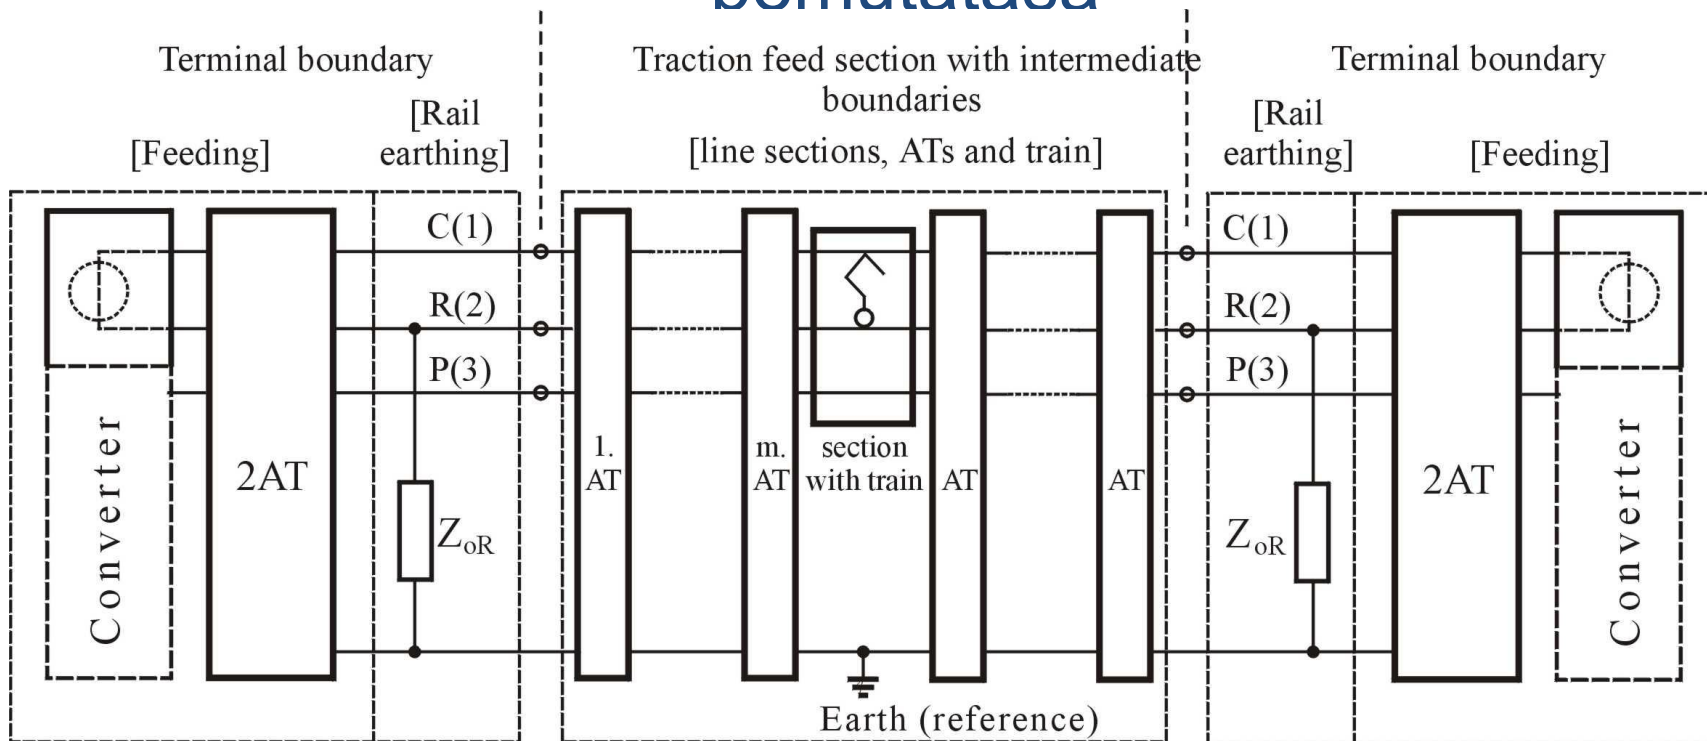 bemutatása
Terminal boundary
Traction feed section with intermediate
boundaries
Terminal boundary
[Feeding]
[Rail
earthing]
[line sections, ATs and train]
[Rail
earthing]
[Feeding]
C(1)
R(2)
P(3)
C(1)
R(2)
P(3)
Converter
2AT
ZoR
1.
AT
m.
AT
section
with train
AT
AT
ZoR
2AT
Converter
Earth (reference)